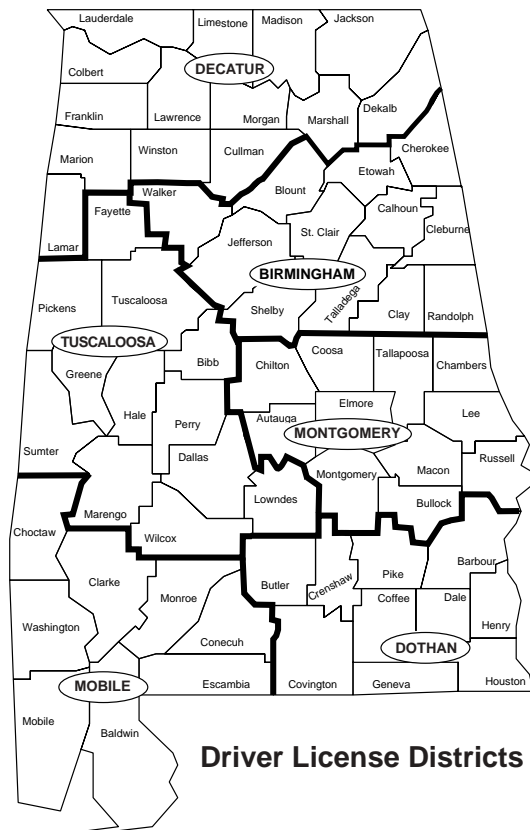 Lauderdale
Limestone
Madison
Jackson
DECATUR
Colbert
Franklin
Lawrence
Morgan
Marshall
Dekalb
Cherokee
Marion
Winston
Cullman
Etowah
Walker
Blount
Fayette
Calhoun
Lamar
Jefferson
St. Clair
Cleburne
BIRMINGHAM
Pickens
Tuscaloosa
Shelby
Talladega
Clay
Randolph
TUSCALOOSA
Bibb
Chilton
Coosa
Tallapoosa
Chambers
Greene
Hale
Perry
Autauga
Elmore
Lee
MONTGOMERY
Sumter
Dallas
Montgomery
Macon
Russell
Marengo
Lowndes
Bullock
Choctaw
Wilcox
Barbour
Clarke
Monroe
Butler
Crenshaw
Pike
Coffee
Dale
Washington
Henry
Conecuh
DOTHAN
MOBILE
Escambia
Covington
Geneva
Houston
Mobile
Baldwin
Driver License Districts